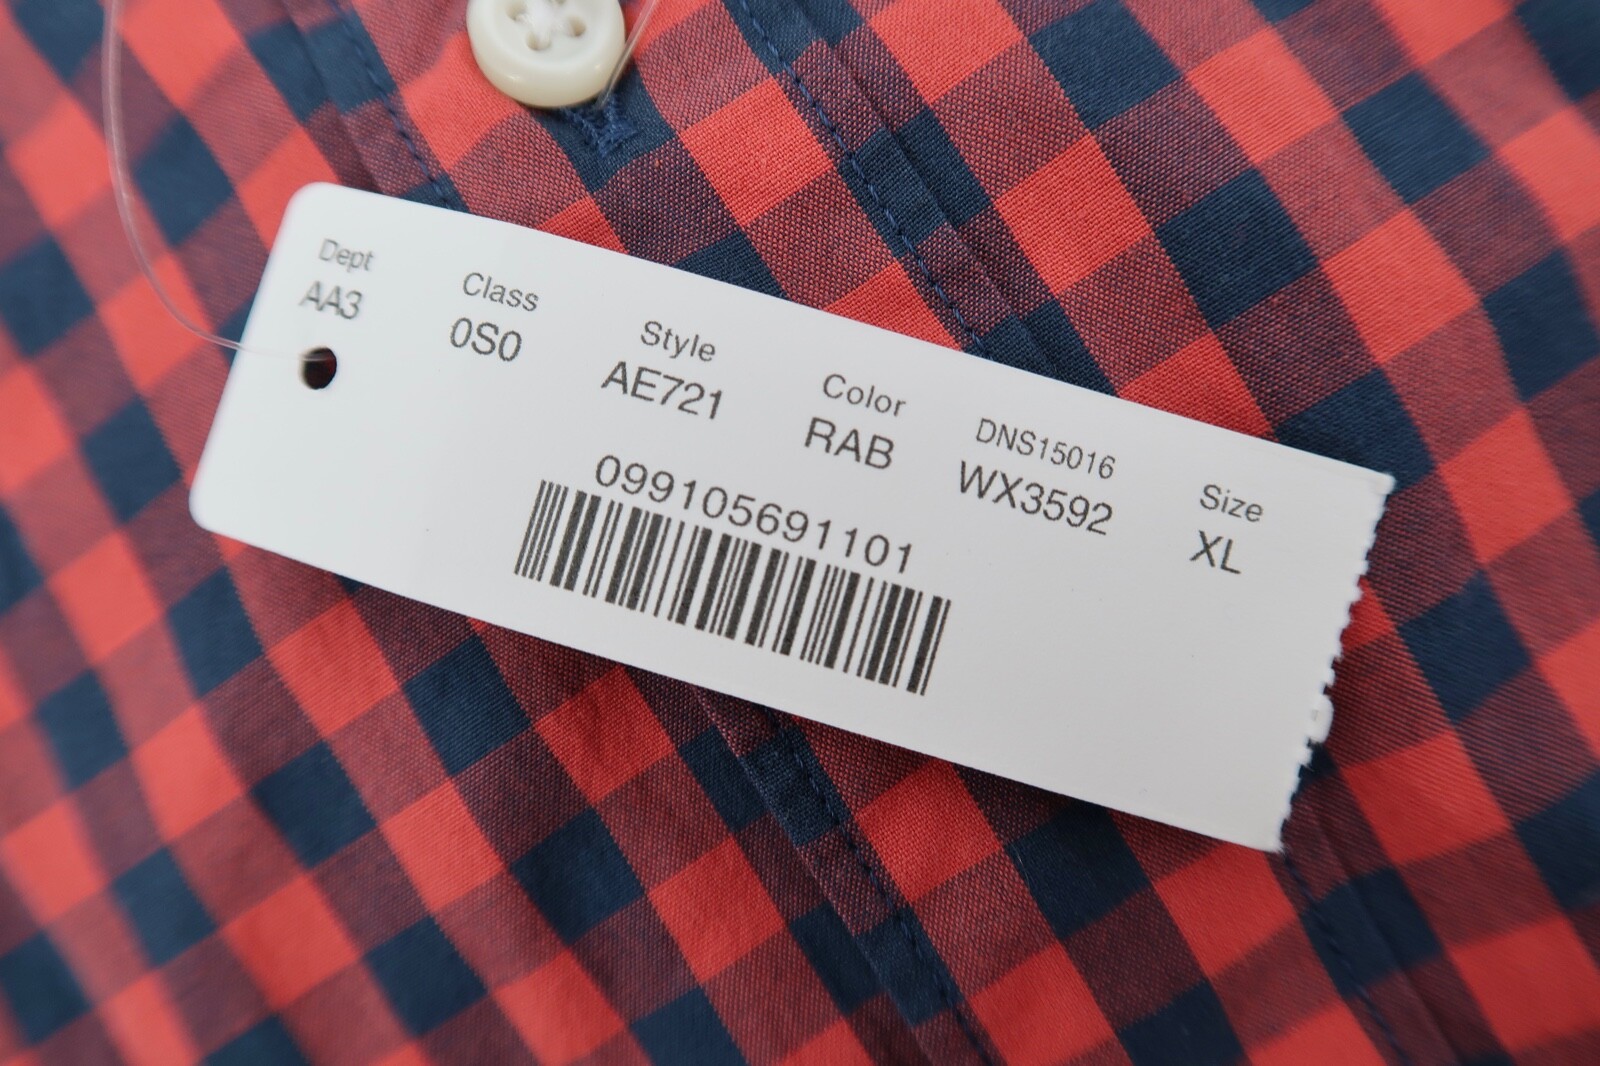 Dept Class Style Color DNS15016 Size
AA3 0S0 AE721 RAB WX3592 XL
099105691101